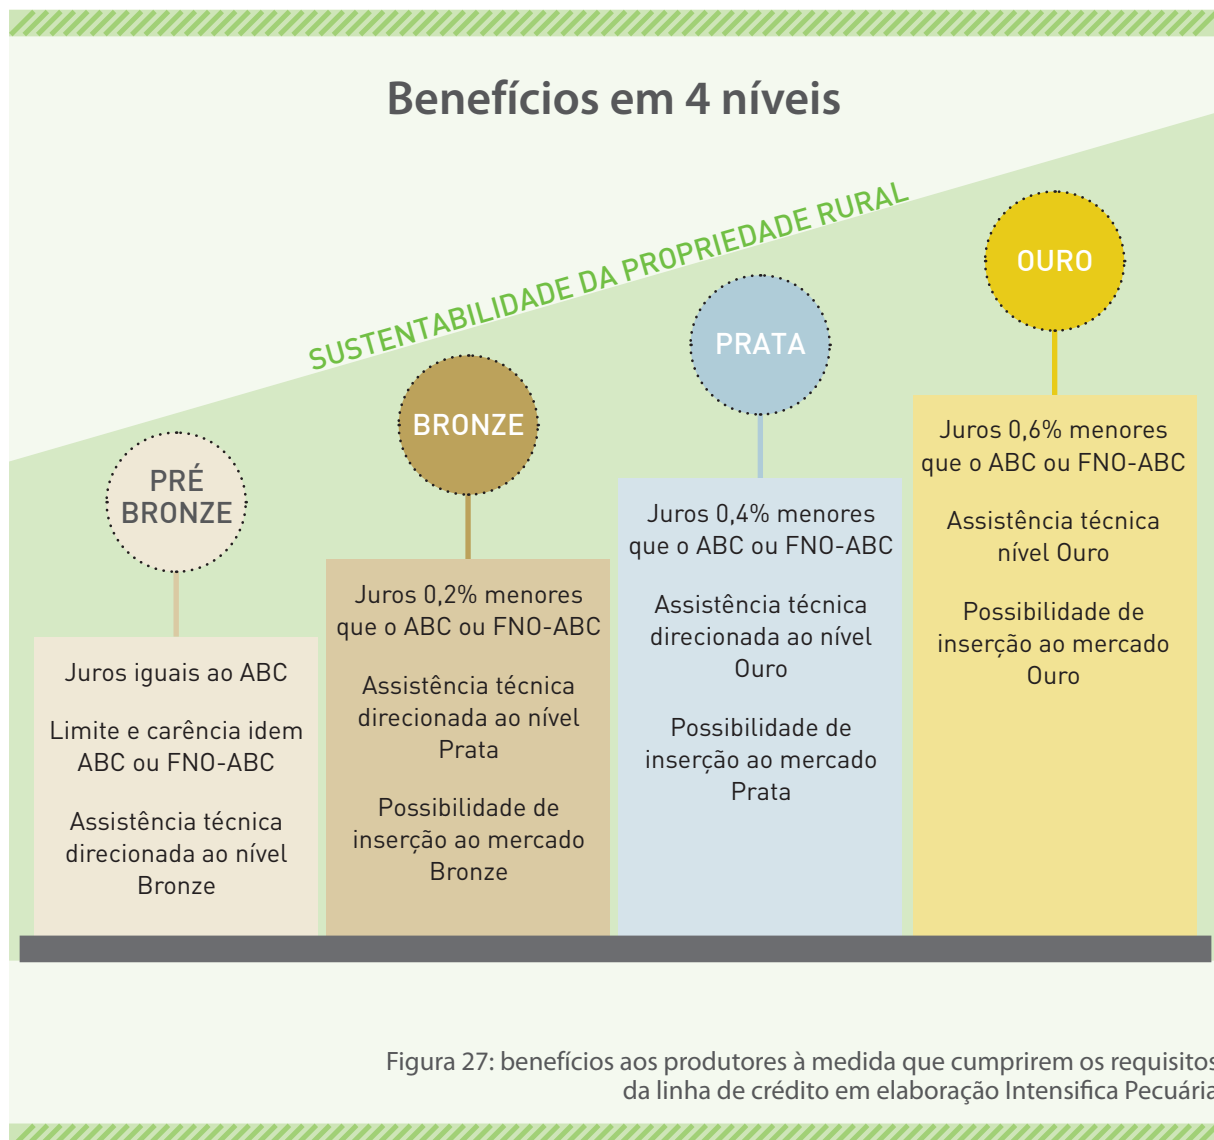 Benefícios em 4 níveis
SUSTENTABILIDADE DA PROPRIEDADE RURAL
PRÉ
BRONZE
Juros iguais ao ABC
Limite e carência idem
ABC ou FNO-ABC
Assistência técnica
direcionada ao nível
Bronze
BRONZE
Juros 0,2% menores
que o ABC ou FNO-ABC
Assistência técnica
direcionada ao nível
Prata
Possibilidade de
inserção ao mercado
Bronze
PRATA
Juros 0,4% menores
que o ABC ou FNO-ABC
Assistência técnica
direcionada ao nível
Ouro
Possibilidade de
inserção ao mercado
Prata
OURO
Juros 0,6% menores
que o ABC ou FNO-ABC
Assistência técnica
nível Ouro
Possibilidade de
inserção ao mercado
Ouro
Figura 27: benefícios aos produtores à medida que cumprirem os requisitos
da linha de crédito em elaboração Intensifica Pecuária